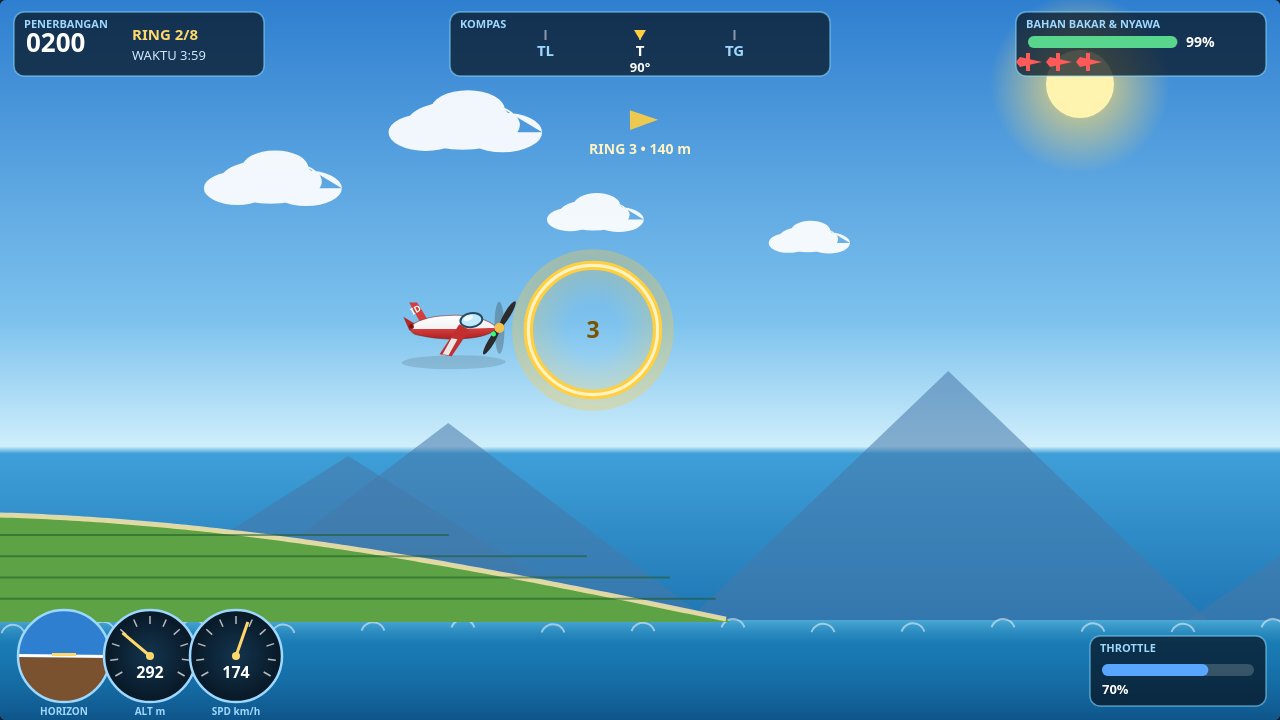 PENERBANGAN
0200
RING 2/8
WAKTU 3:59
KOMPAS
TL T TG
90°
BAHAN BAKAR & NYAWA
99%
RING 3 • 140 m
ID
3
292
174
HORIZON
ALT m
SPD km/h
THROTTLE
70%